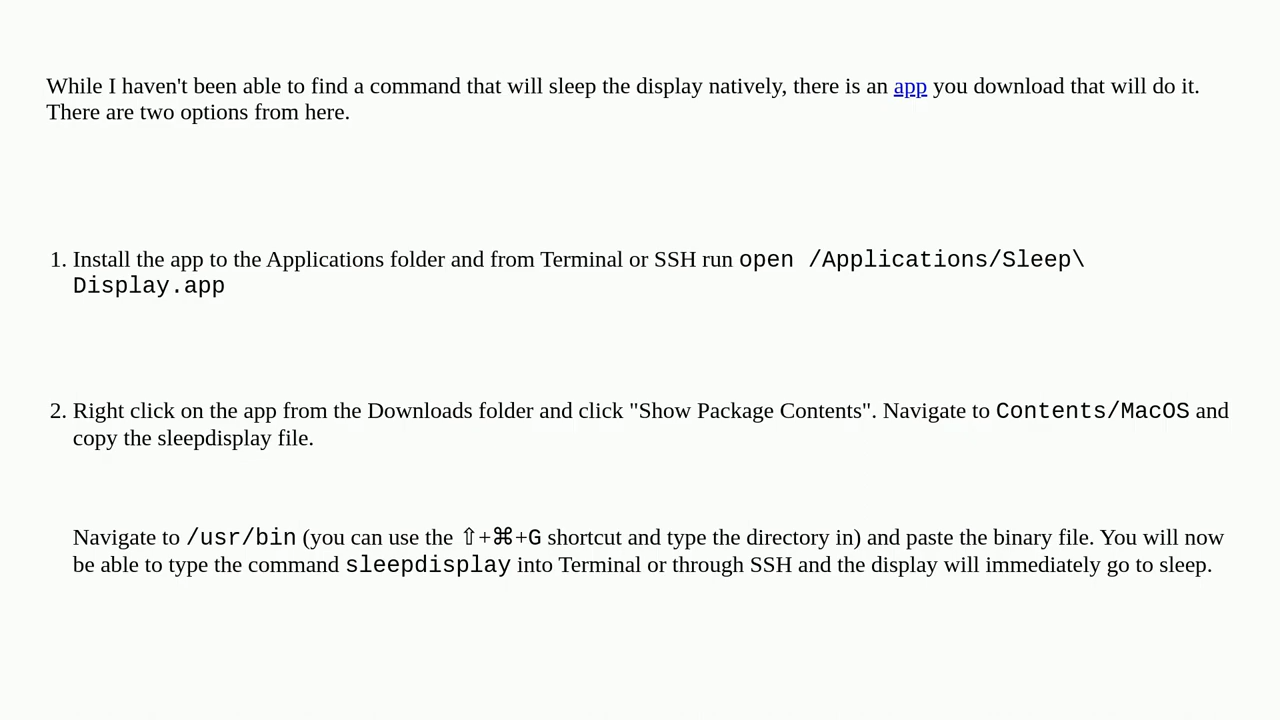 While I haven't been able to find a command that will sleep the display natively, there is an app you download that will do it.
There are two options from here.
1. Install the app to the Applications folder and from Terminal or SSH run open /Applications/Sleep\
Display.app
2. Right click on the app from the Downloads folder and click "Show Package Contents". Navigate to Contents/MacOS and
copy the sleepdisplay file.
Navigate to /usr/bin (you can use the ⇧+⌘+G shortcut and type the directory in) and paste the binary file. You will now
be able to type the command sleepdisplay into Terminal or through SSH and the display will immediately go to sleep.